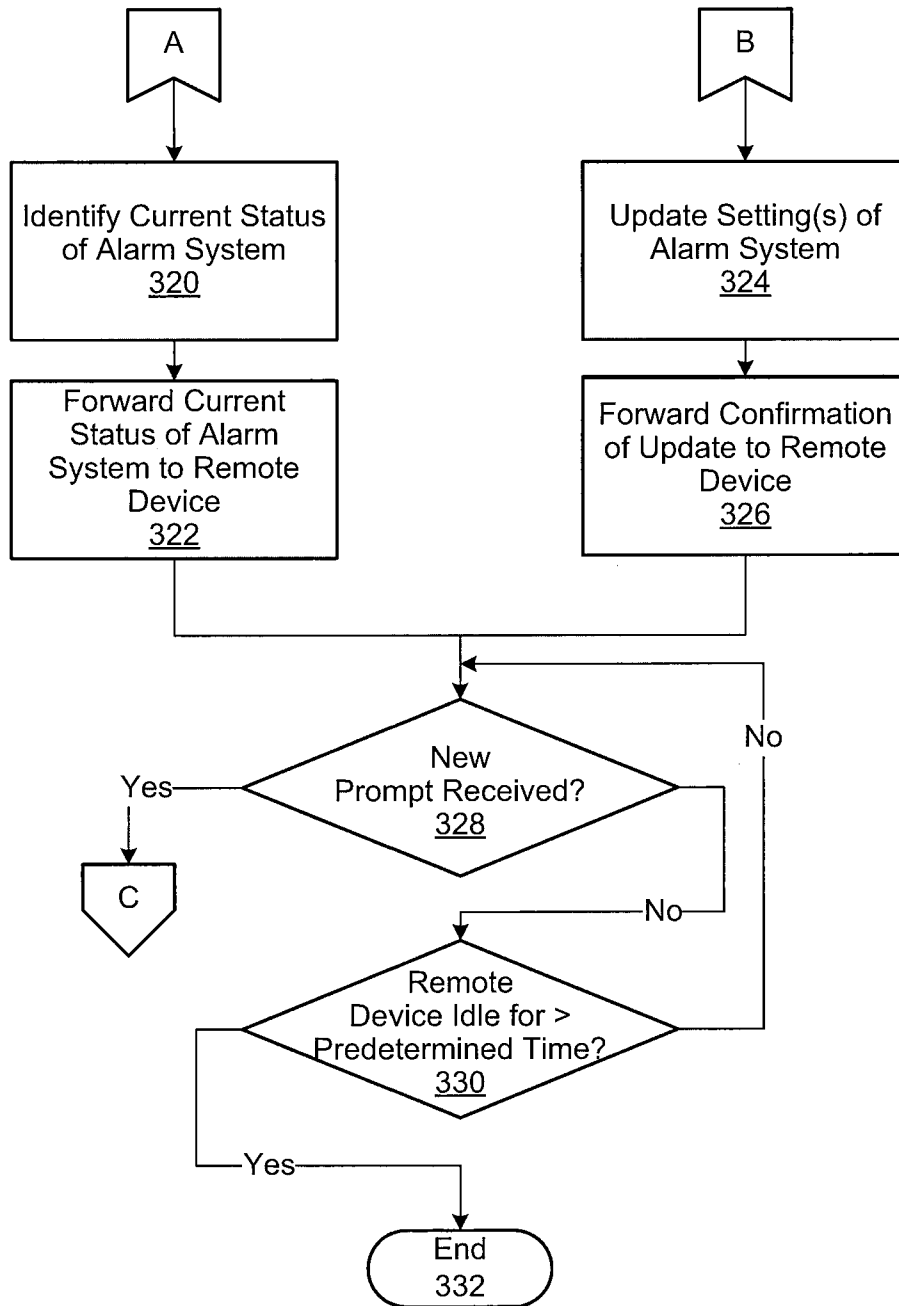 A
B
Identify Current Status
of Alarm System
320
Update Setting(s) of
Alarm System
324
Forward Current
Status of Alarm
System to Remote
Device
322
Forward Confirmation
of Update to Remote
Device
326
No
New
Prompt Received?
328
Yes
C
No
Remote
Device Idle for >
Predetermined Time?
330
Yes
End
332